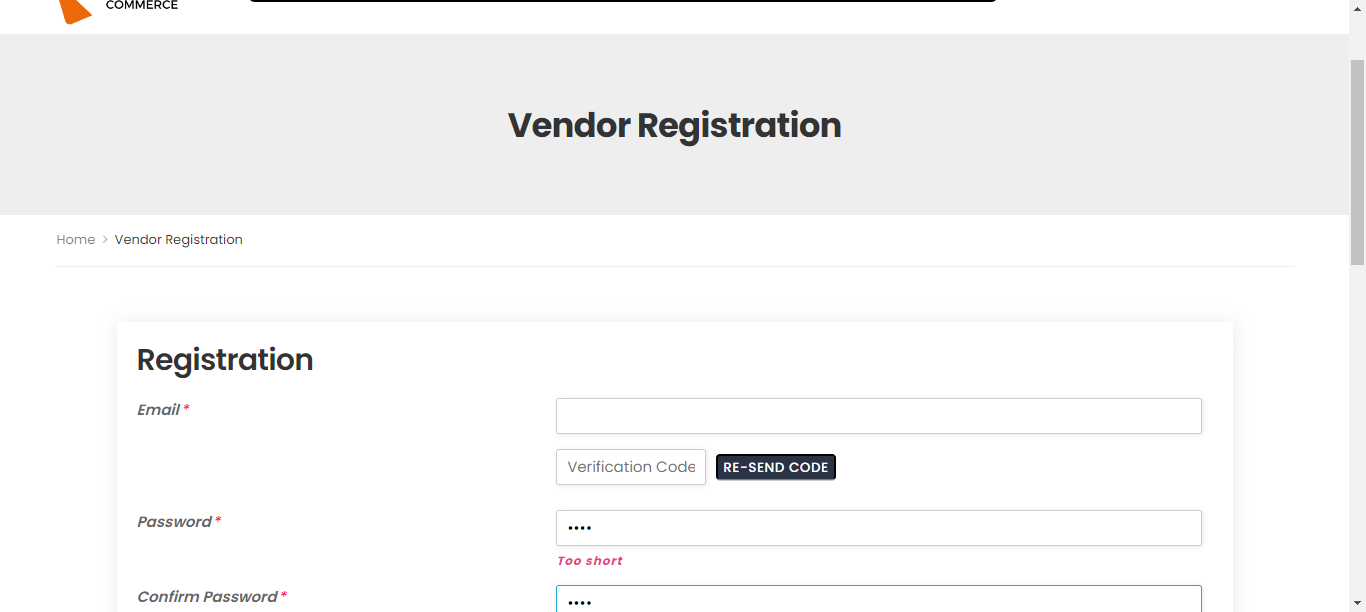 COMMERCE
Vendor Registration
Home > Vendor Registration
Registration
Email *
Verification Code RE-SEND CODE
Password * ••••
Too short
Confirm Password * ••••